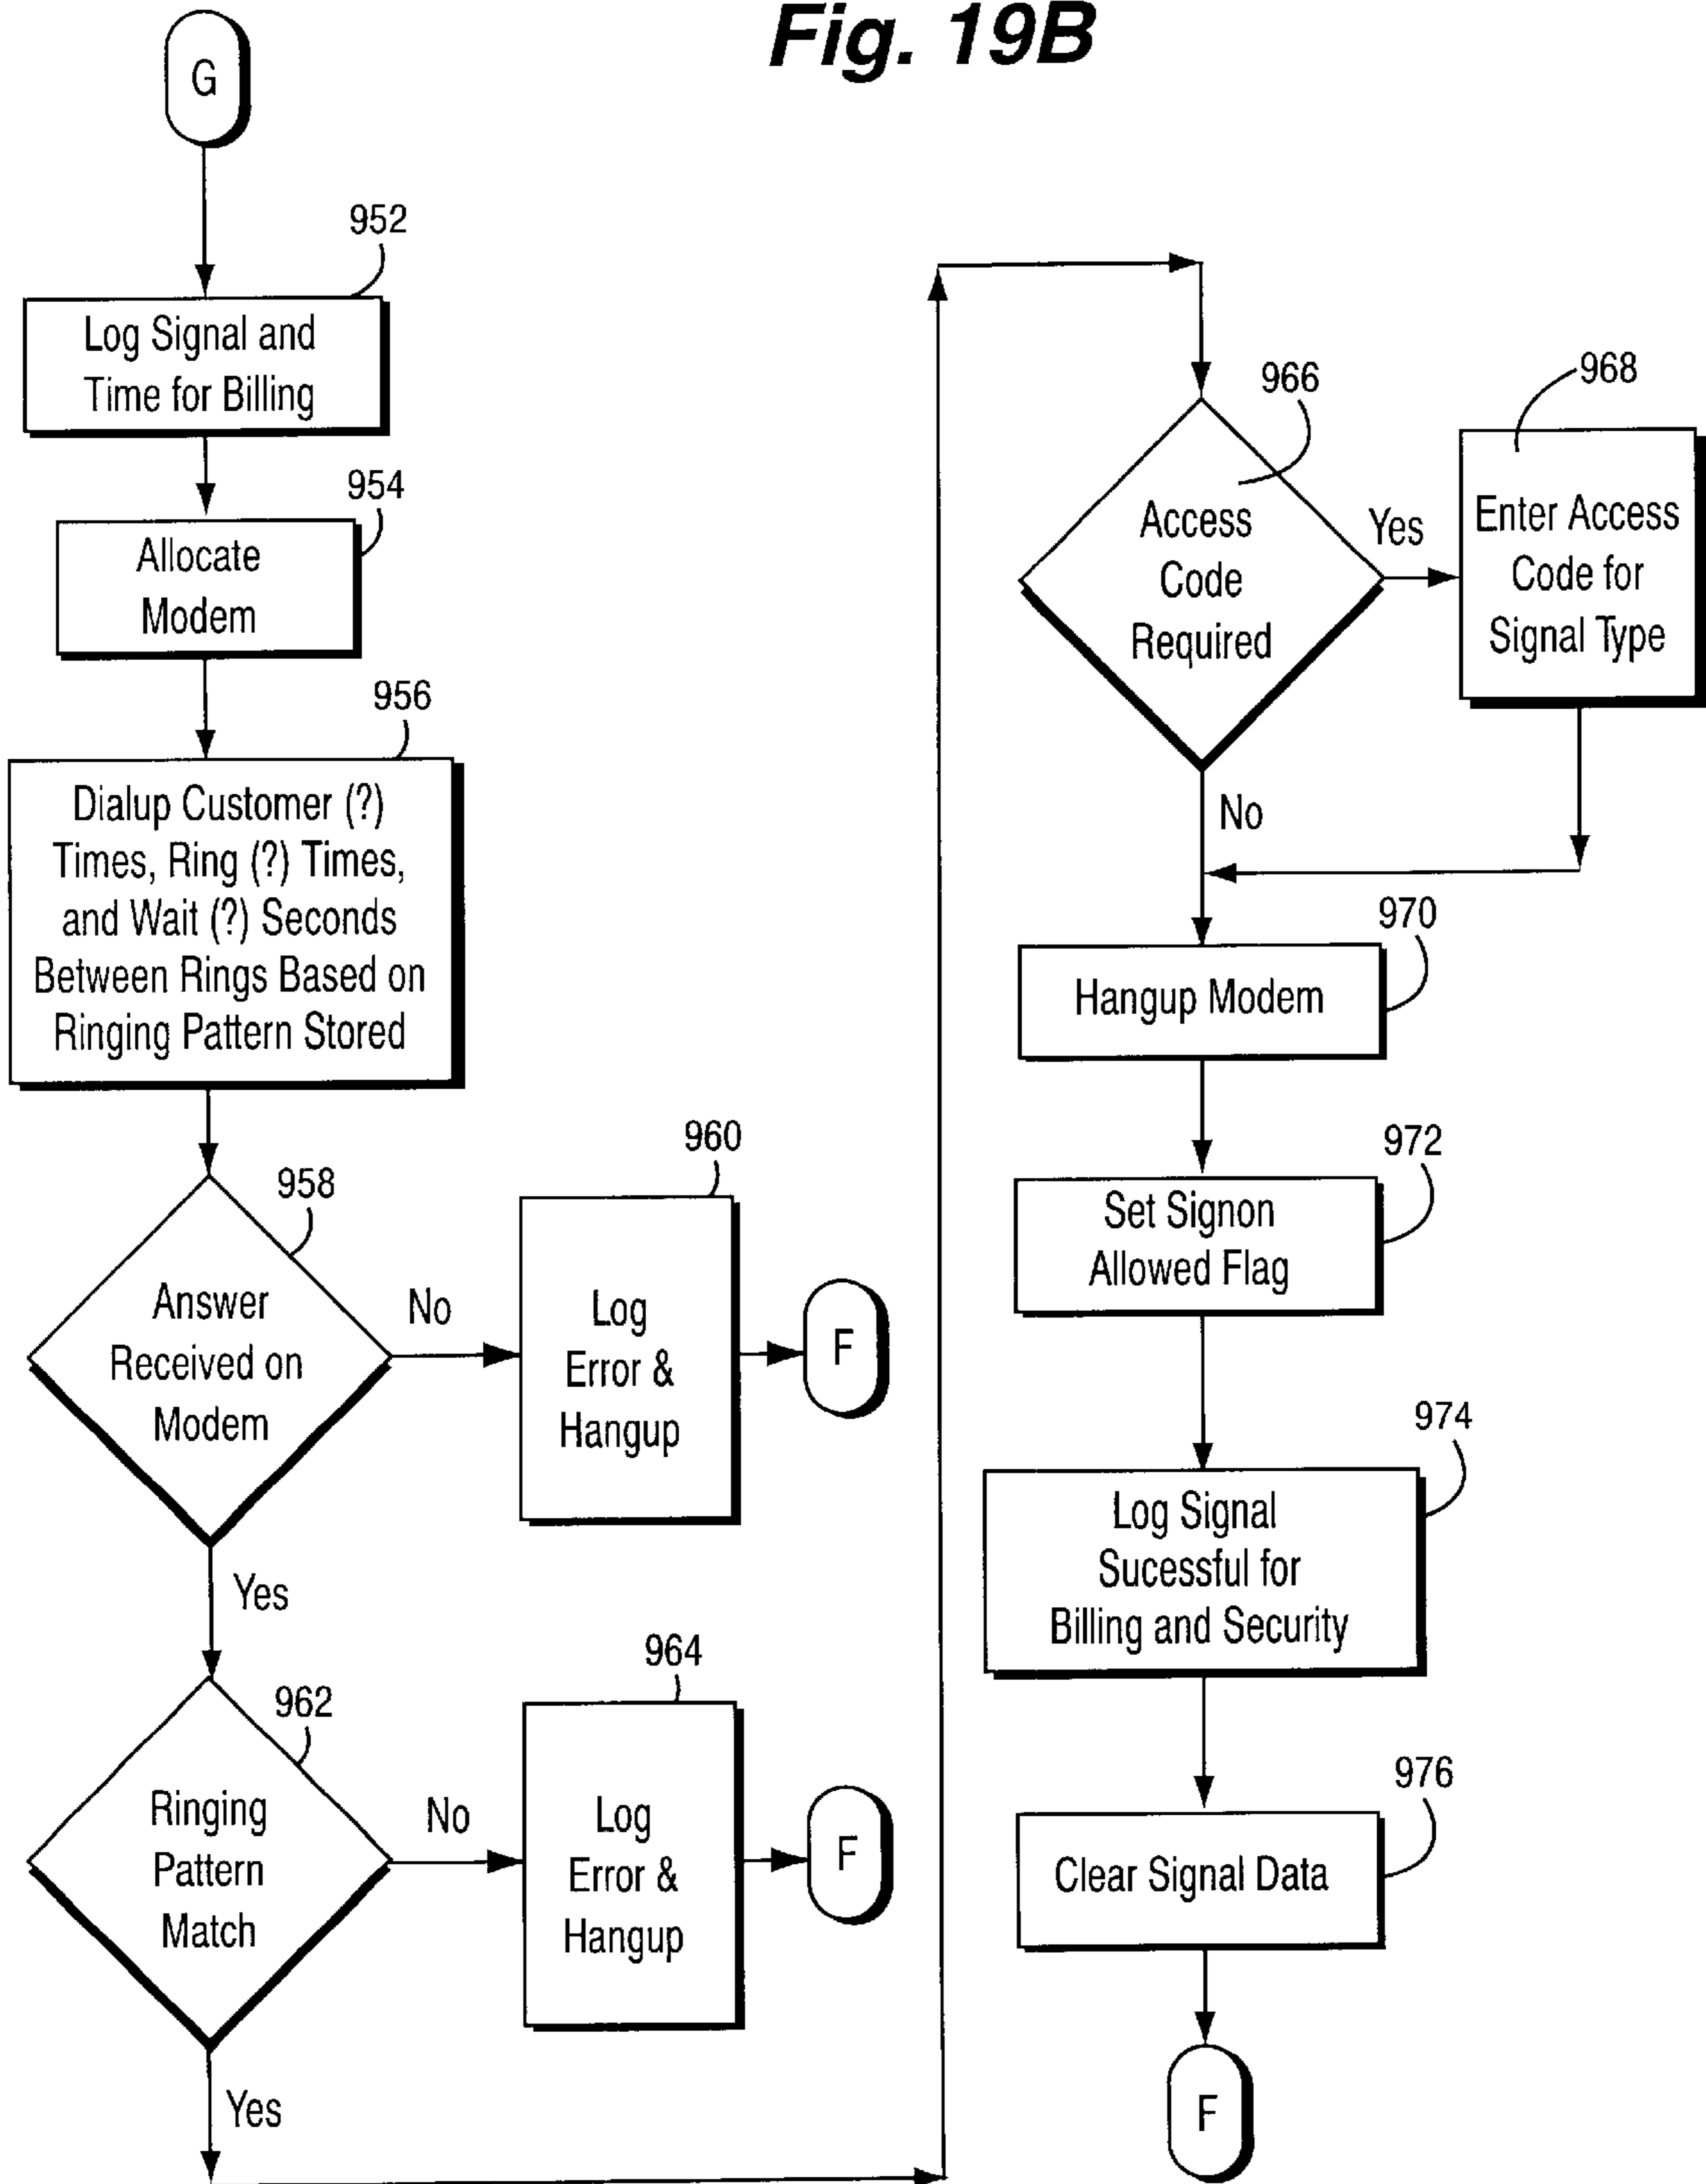 Fig. 19B
G
952
Log Signal and
Time for Billing
954
Allocate
Modem
956
Dialup Customer (?)
Times, Ring (?) Times,
and Wait (?) Seconds
Between Rings Based on
Ringing Pattern Stored
958
Answer
Received on
Modem
No
960
Log
Error &
Hangup
F
Yes
962
Ringing
Pattern
Match
No
964
Log
Error &
Hangup
F
Yes
966
Access
Code
Required
Yes
968
Enter Access
Code for
Signal Type
No
970
Hangup Modem
972
Set Signon
Allowed Flag
974
Log Signal
Sucessful for
Billing and Security
976
Clear Signal Data
F